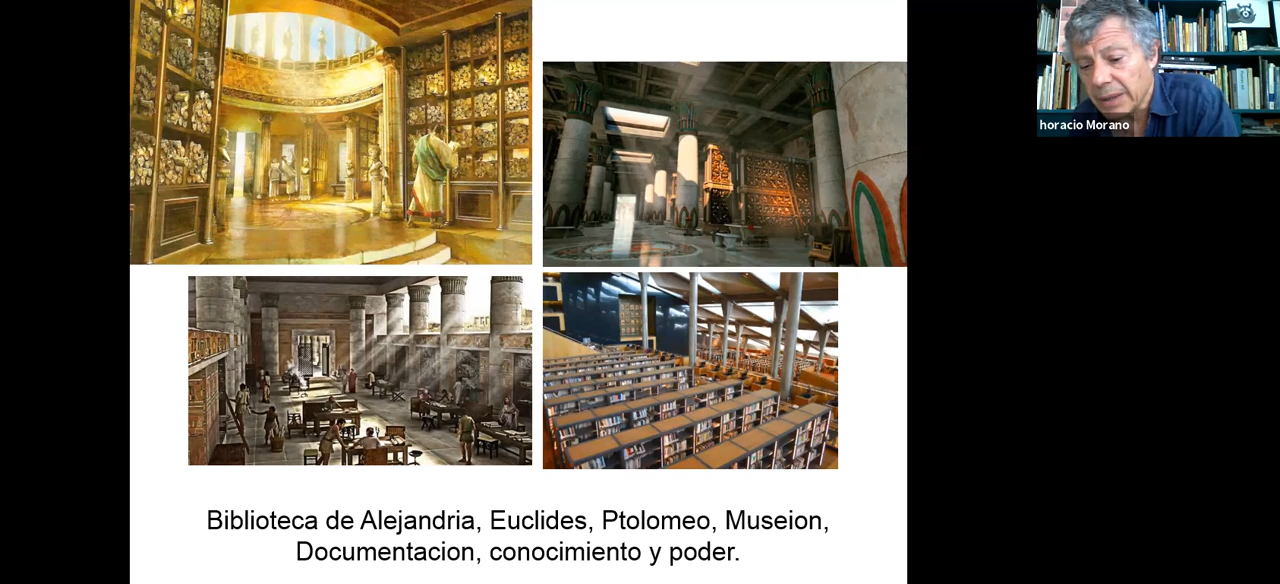 horacio Morano
Biblioteca de Alejandria, Euclides, Ptolomeo, Museion,
Documentacion, conocimiento y poder.